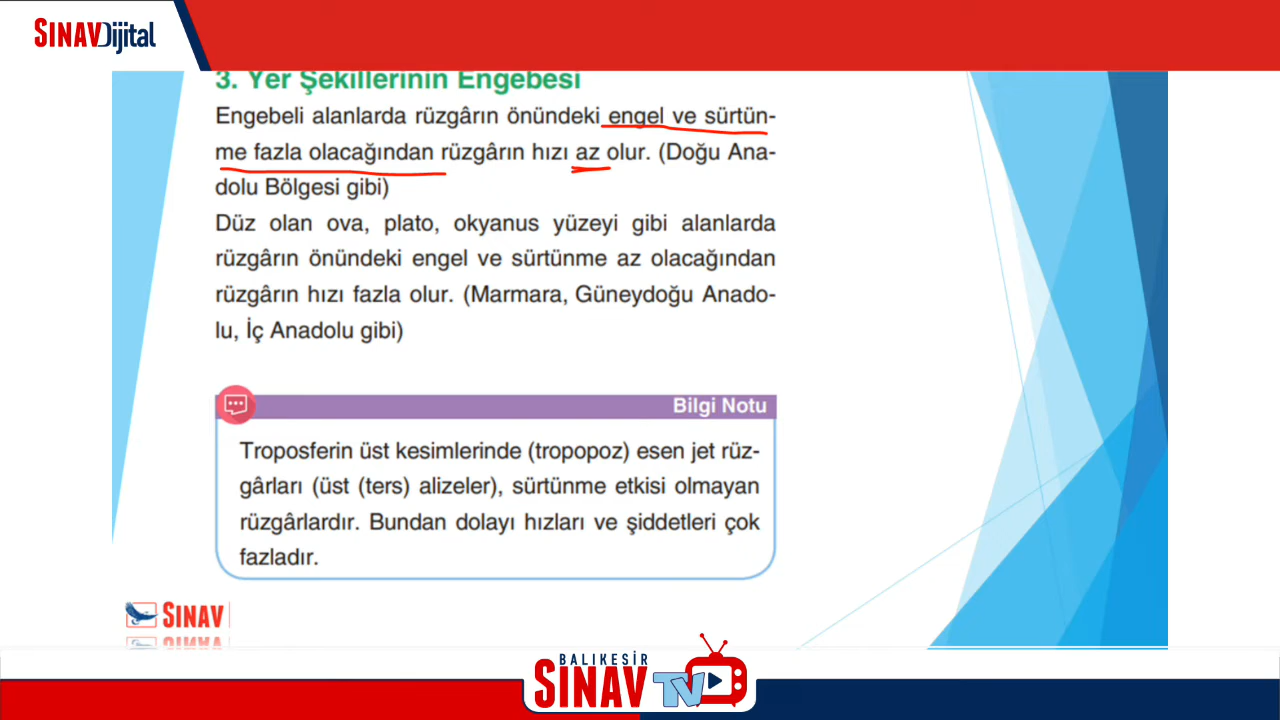 SINAVDijital
3. Yer Şekillerinin Engebesi
Engebeli alanlarda rüzgârın önündeki engel ve sürtün-
me fazla olacağından rüzgârın hızı az olur. (Doğu Ana-
dolu Bölgesi gibi)
Düz olan ova, plato, okyanus yüzeyi gibi alanlarda
rüzgârın önündeki engel ve sürtünme az olacağından
rüzgârın hızı fazla olur. (Marmara, Güneydoğu Anado-
lu, İç Anadolu gibi)
Bilgi Notu
Troposferin üst kesimlerinde (tropopoz) esen jet rüz-
gârları (üst (ters) alizeler), sürtünme etkisi olmayan
rüzgârlardır. Bundan dolayı hızları ve şiddetleri çok
fazladır.
SINAV
BALIKESİR
SINAV TV